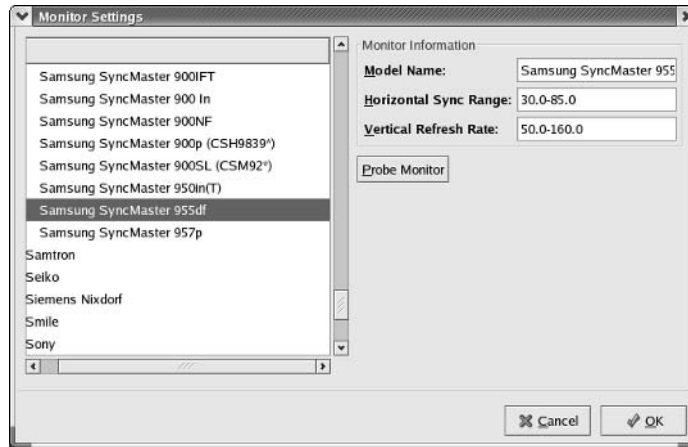 Monitor Settings
Samsung SyncMaster 900IFT
Samsung SyncMaster 900 In
Samsung SyncMaster 900NF
Samsung SyncMaster 900p (CSH9839^)
Samsung SyncMaster 900SL (CSM92^)
Samsung SyncMaster 950in(T)
Samsung SyncMaster 955df
Samsung SyncMaster 957p
Samtron
Seiko
Siemens Nixdorf
Smile
Sony
Monitor Information
Model Name: Samsung SyncMaster 955
Horizontal Sync Range: 30.0-85.0
Vertical Refresh Rate: 50.0-160.0
Probe Monitor
Cancel
OK